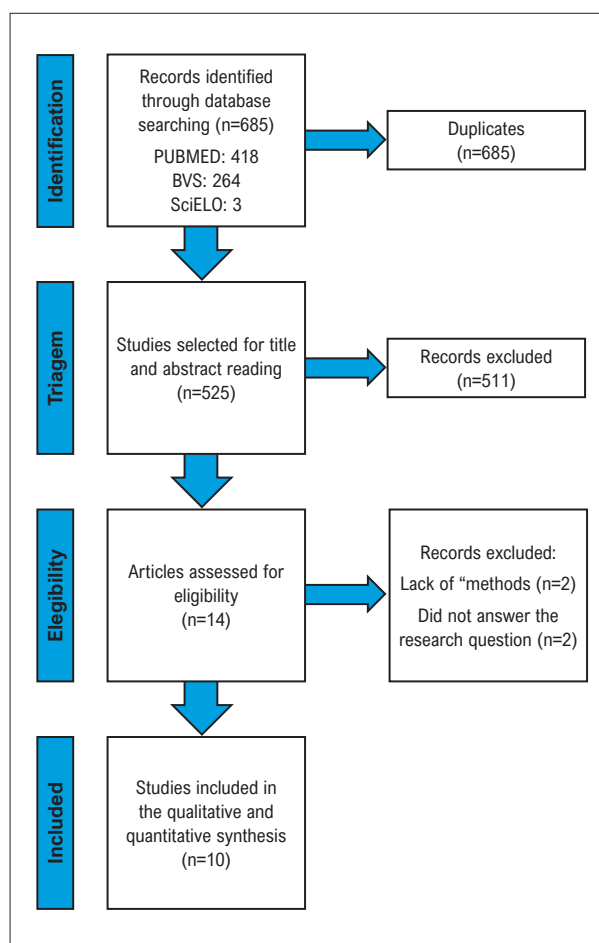 Identification
Records identified
through database
searching (n=685)
PUBMED: 418
BVS: 264
SciELO: 3
Duplicates
(n=685)
Triagem
Studies selected for title
and abstract reading
(n=525)
Records excluded
(n=511)
Elegibility
Articles assessed for
eligibility
(n=14)
Records excluded:
Lack of “methods (n=2)
Did not answer the
research question (n=2)
Included
Studies included in
the qualitative and
quantitative synthesis
(n=10)